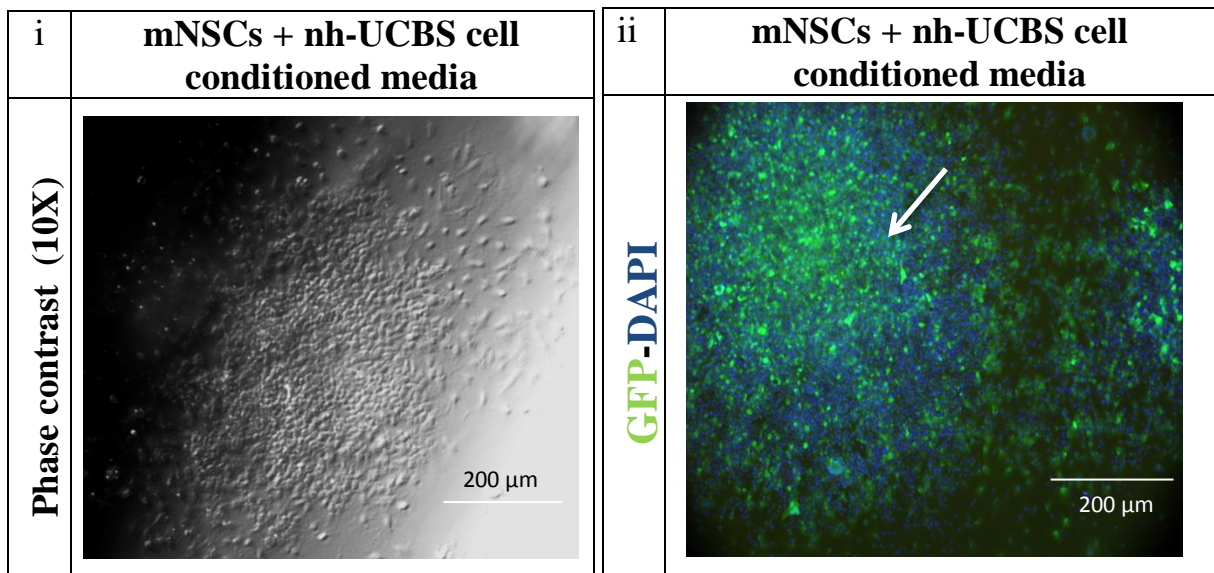 i
mNSCs + nh-UCBS cell
conditioned media
Phase contrast (10X)
200 µm
ii
mNSCs + nh-UCBS cell
conditioned media
GFP-DAPI
200 µm